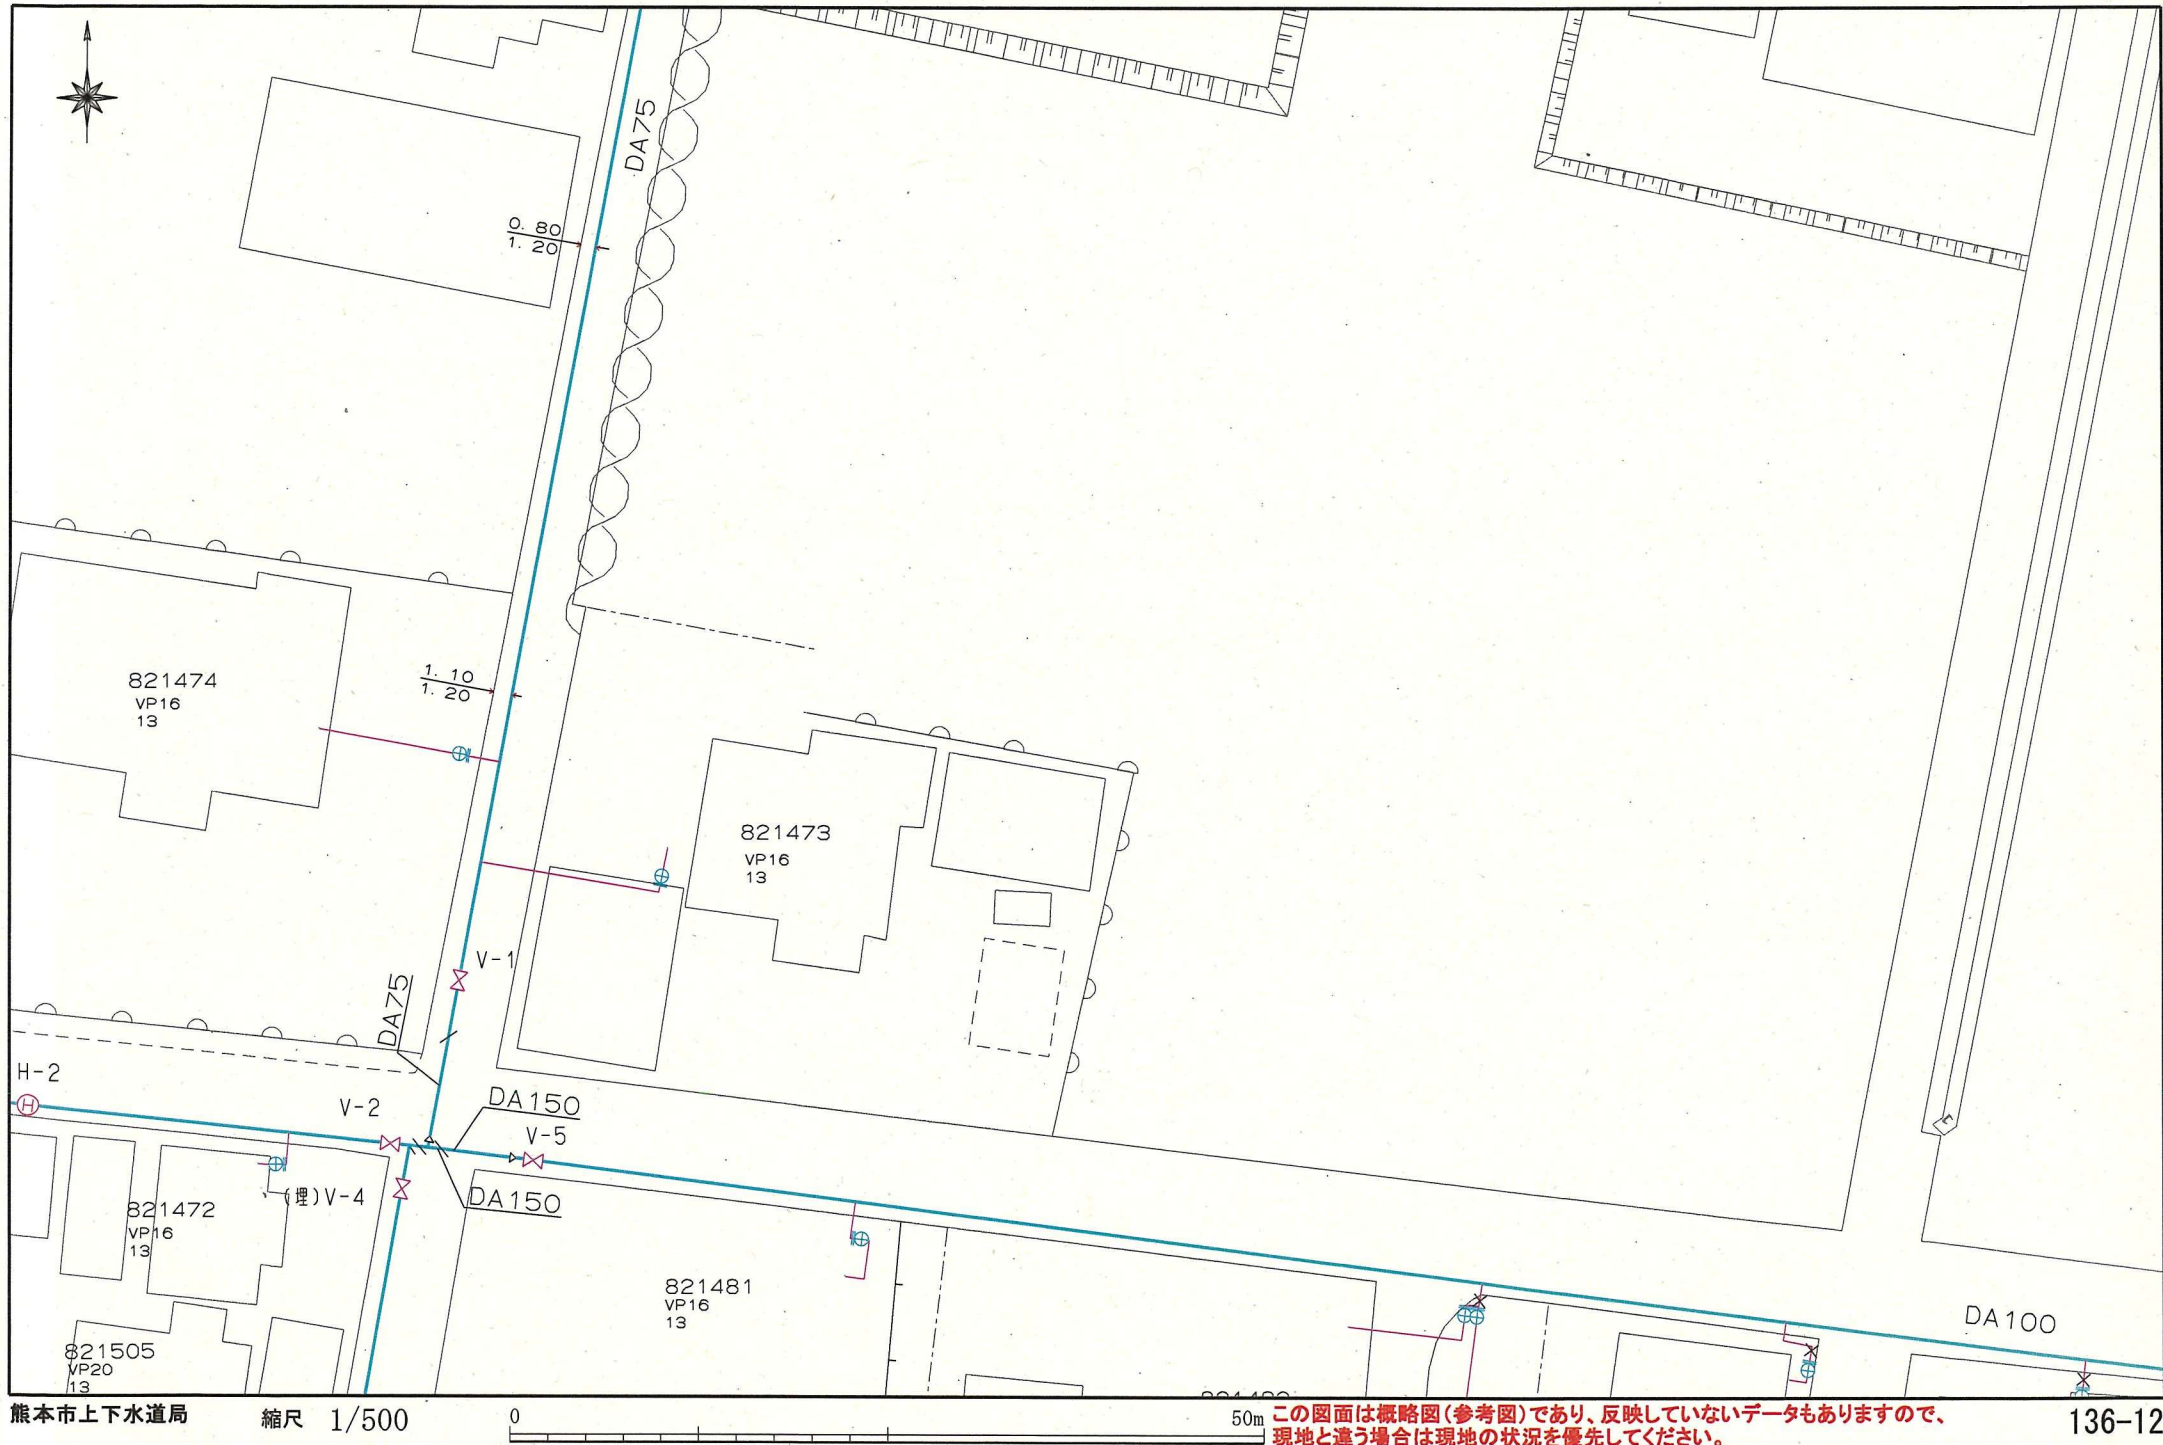 DA75
0.80
1.20
821474
VP16
13
1.10
1.20
821473
VP16
13
V-1
DA75
H-2
V-2
DA150
V-5
(埋)V-4
DA150
821472
VP16
13
821481
VP16
13
DA100
821505
VP20
13
熊本市上下水道局
縮尺 1/500
0
50m
この図面は概略図(参考図)であり、反映していないデータもありますので、
現地と違う場合は現地の状況を優先してください。
136-12